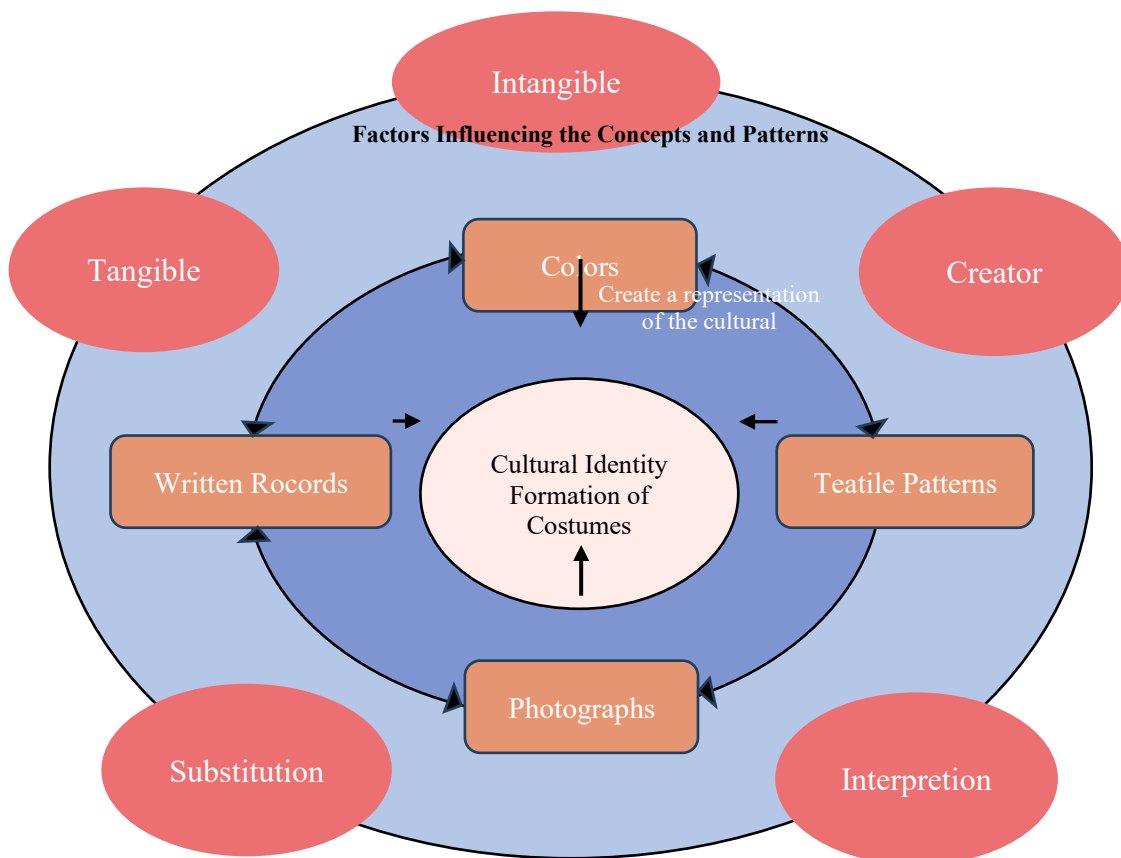 Intangible
Factors Influencing the Concepts and Patterns
Tangible
Creator
Colors
Create a representation
of the cultural
Written Rocords
Cultural Identity
Formation of
Costumes
Teatile Patterns
Photographs
Substitution
Interpretion